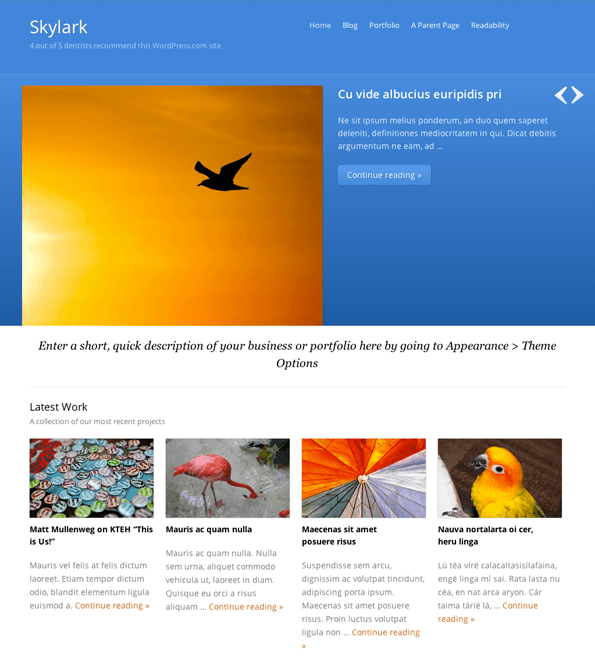 Skylark
4 out of 5 dentists recommend this WordPress.com site
Home Blog Portfolio A Parent Page Readability
Cu vide albucius euripidis pri
Ne sit ipsum melius ponderum, an duo quem saperet
deleniti, definitiones mediocritatem in qui. Dicat debitis
argumentum ne eam, ad ...
Continue reading »
Enter a short, quick description of your business or portfolio here by going to Appearance > Theme
Options
Latest Work
A collection of our most recent projects
Matt Mullenweg on KTEH “This
is Us!”
Mauris vel felis at felis dictum
laoreet. Etiam tempor dictum
odio, blandit elementum ligula
euismod a. Continue reading »
Mauris ac quam nulla
Mauris ac quam nulla. Nulla
sem urna, aliquet commodo
vehicula ut, laoreet in diam.
Quisque eu orci a risus
aliquam ... Continue reading »
Maecenas sit amet
posuere risus
Suspendisse sem arcu,
dignissim ac volutpat tincidunt,
adipiscing porta ipsum.
Maecenas sit amet posuere
risus. Proin luctus volutpat
ligula non ... Continue reading
»
Nauva nortalarta oi cer,
heru linga
Lú téa vírë calacaltasisílafaina,
engë linga mí sai. Rata lasta nu
cëa, en nat arca aryon. Cár
taima tárië lá, ... Continue
reading »